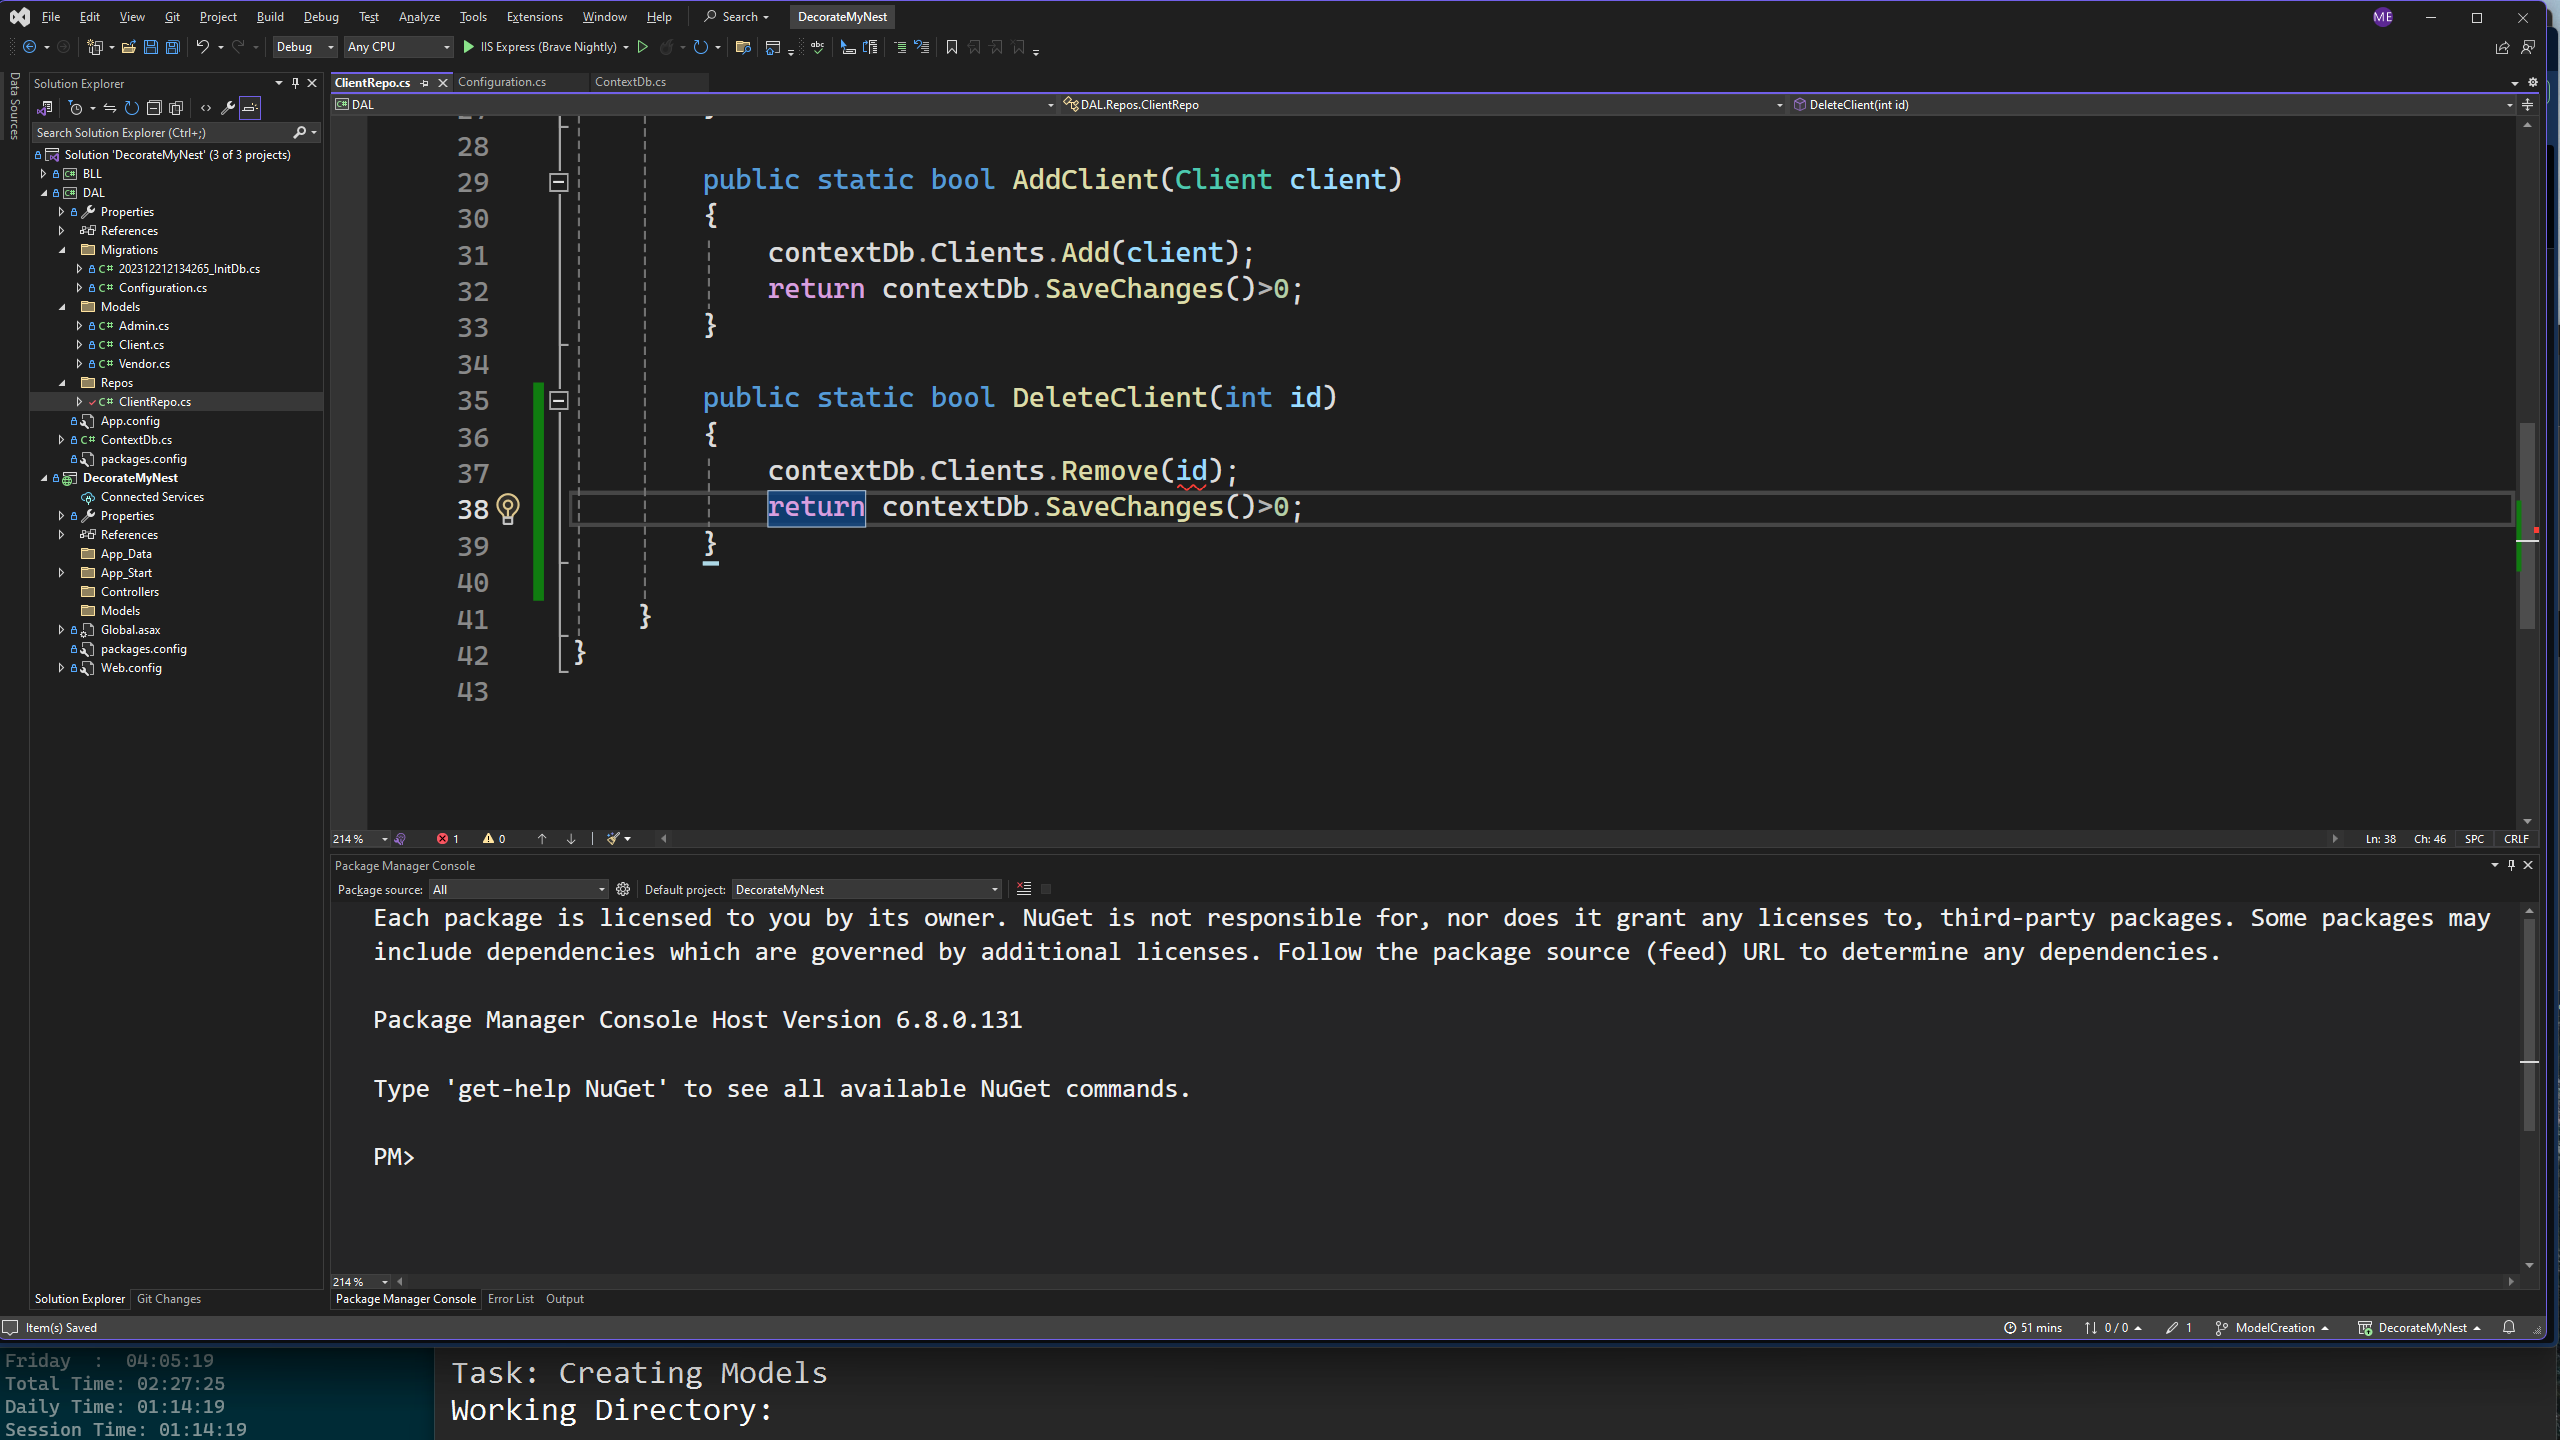 File Edit View Git Project Build Debug Test Analyze Tools Extensions Window Help Search DecorateMyNest ME
Debug Any CPU IIS Express (Brave Nightly)
Data Sources
Solution Explorer
Search Solution Explorer (Ctrl+;)
Solution 'DecorateMyNest' (3 of 3 projects)
BLL
DAL
Properties
References
Migrations
202312212134265_InitDb.cs
Configuration.cs
Models
Admin.cs
Client.cs
Vendor.cs
Repos
ClientRepo.cs
App.config
ContextDb.cs
packages.config
DecorateMyNest
Connected Services
Properties
References
App_Data
App_Start
Controllers
Models
Global.asax
packages.config
Web.config
Solution Explorer Git Changes
ClientRepo.cs Configuration.cs ContextDb.cs
DAL DAL.Repos.ClientRepo DeleteClient(int id)
28
29 public static bool AddClient(Client client)
30 {
31 contextDb.Clients.Add(client);
32 return contextDb.SaveChanges()>0;
33 }
34
35 public static bool DeleteClient(int id)
36 {
37 contextDb.Clients.Remove(id);
38 return contextDb.SaveChanges()>0;
39 }
40
41 }
42 }
43
214 % 1 0 Ln: 38 Ch: 46 SPC CRLF
Package Manager Console
Package source: All Default project: DecorateMyNest
Each package is licensed to you by its owner. NuGet is not responsible for, nor does it grant any licenses to, third-party packages. Some packages may
include dependencies which are governed by additional licenses. Follow the package source (feed) URL to determine any dependencies.
Package Manager Console Host Version 6.8.0.131
Type 'get-help NuGet' to see all available NuGet commands.
PM>
214 %
Package Manager Console Error List Output
Item(s) Saved 51 mins 0 / 0 1 ModelCreation DecorateMyNest
Friday : 04:05:19
Total Time: 02:27:25
Daily Time: 01:14:19
Session Time: 01:14:19
Task: Creating Models
Working Directory: